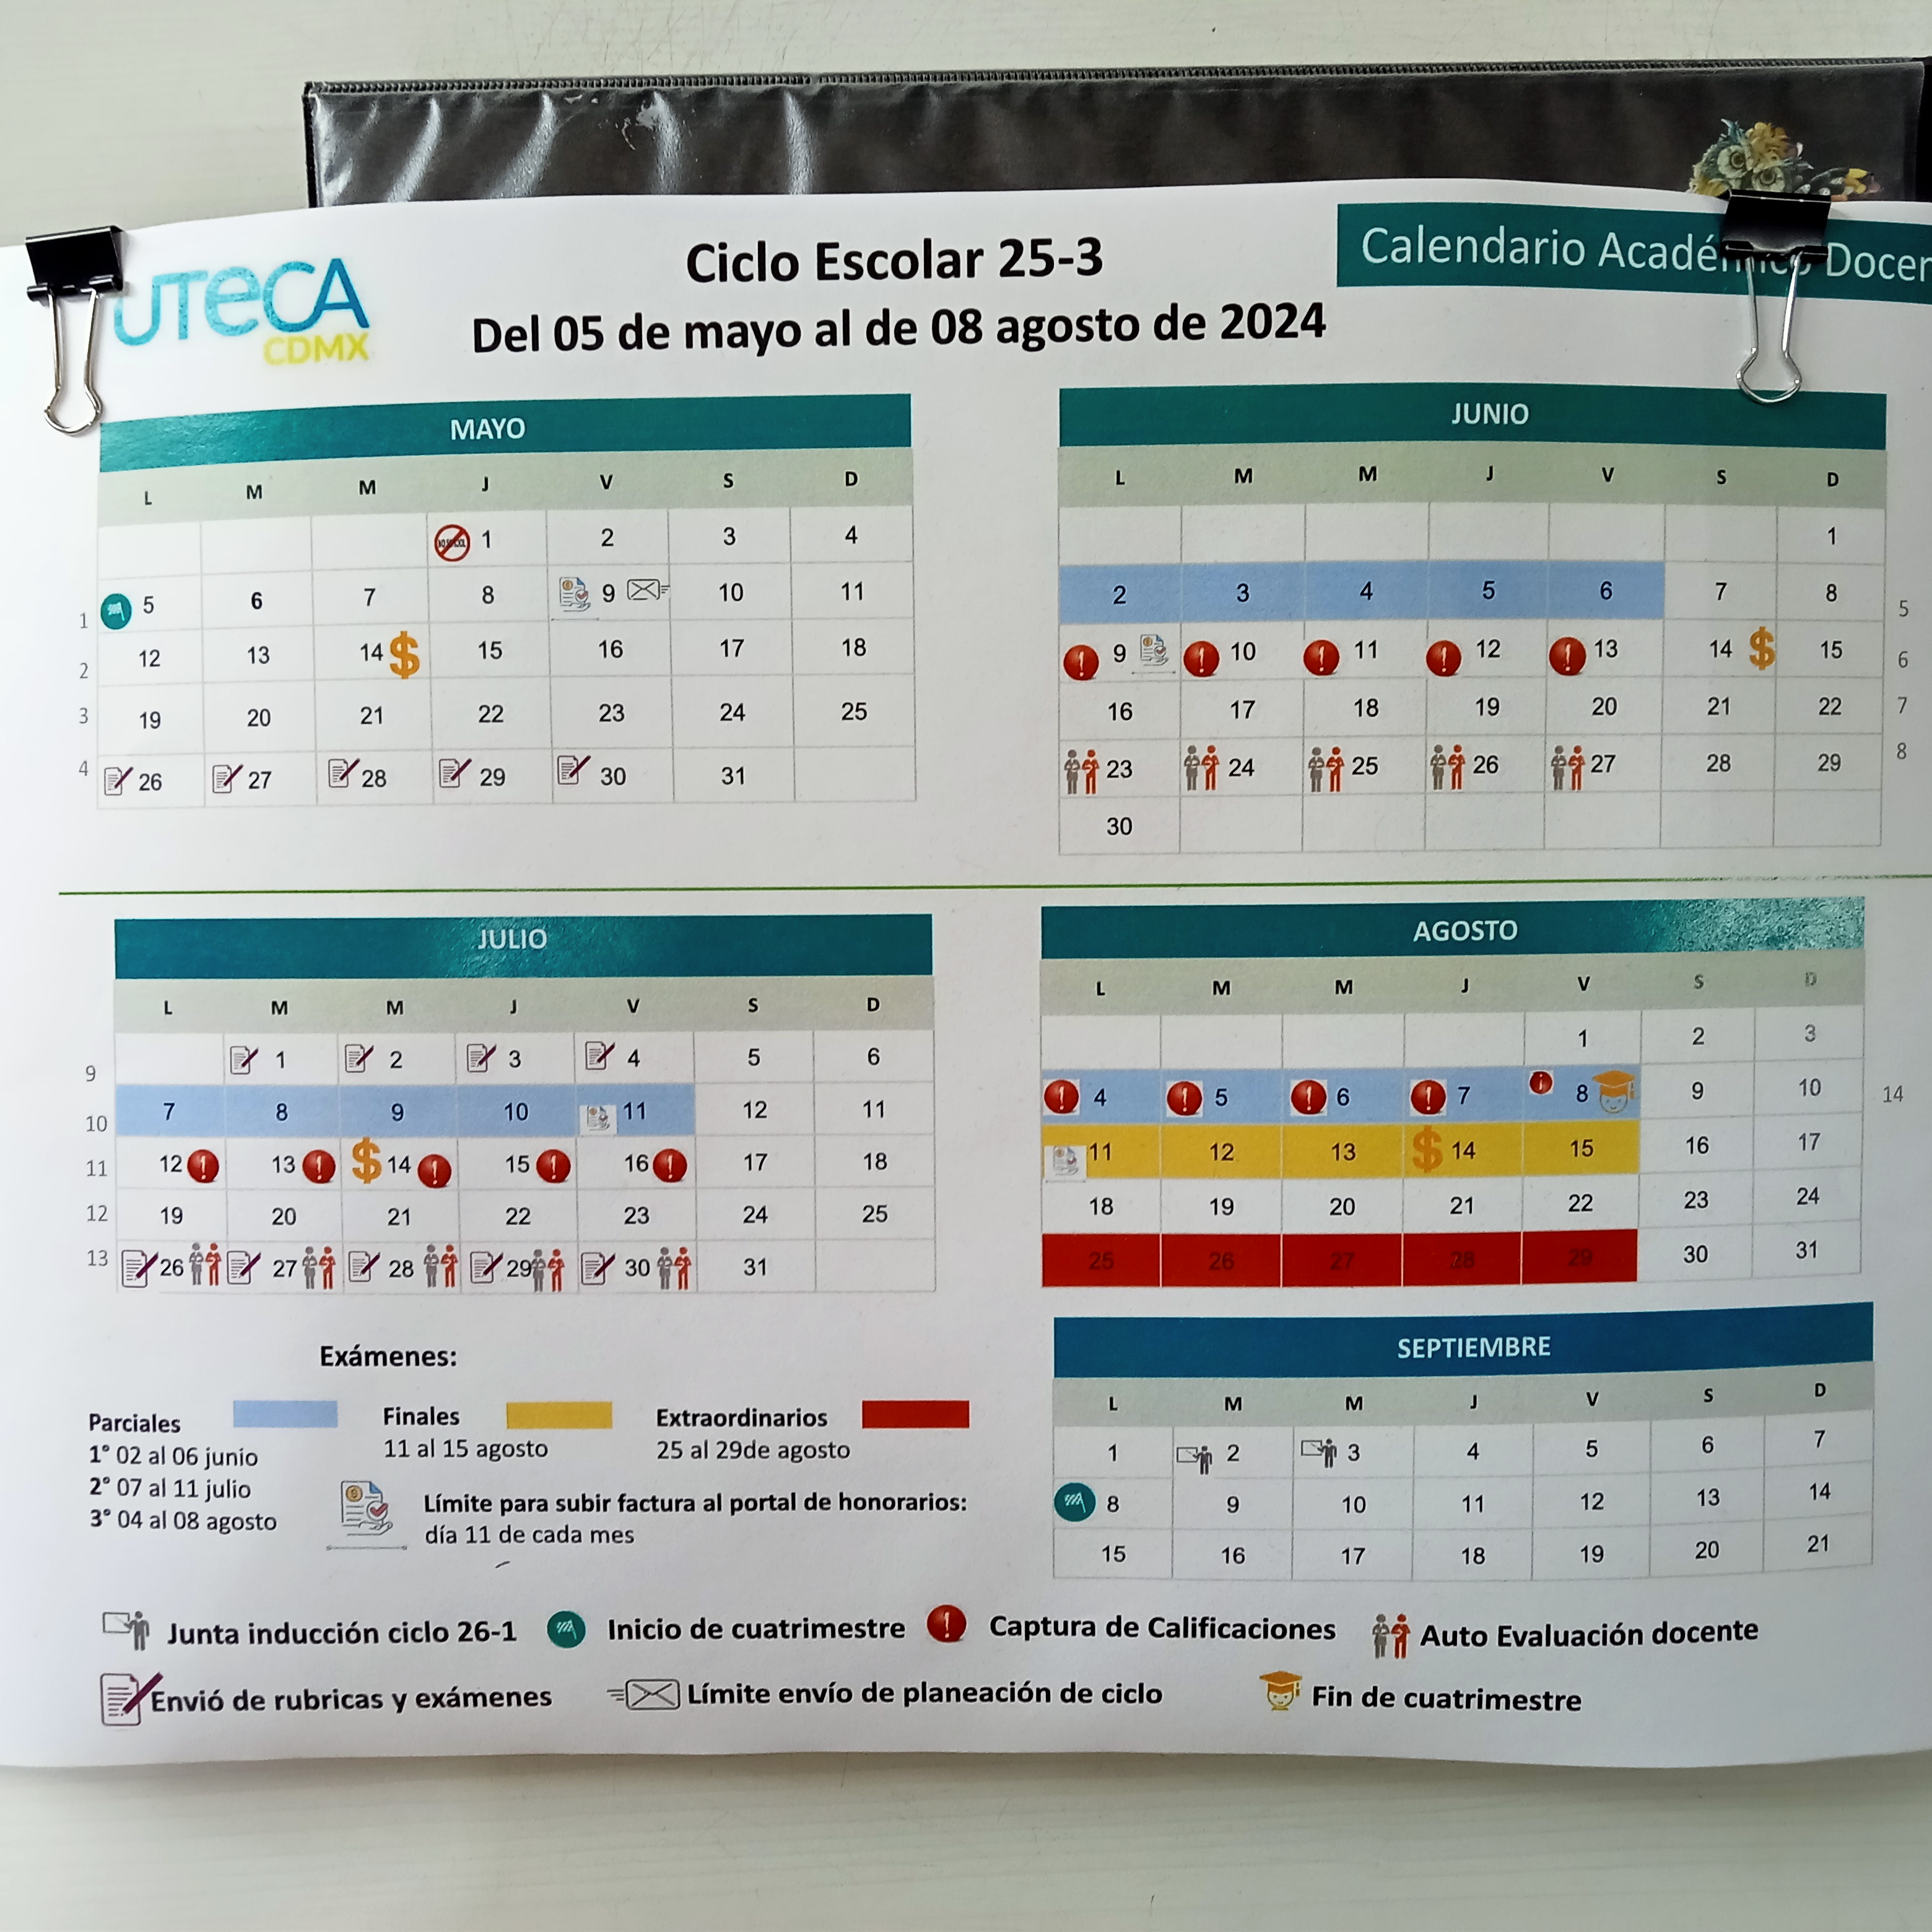 UTECA
CDMX
Ciclo Escolar 25-3
Del 05 de mayo al de 08 agosto de 2024
Calendario Docer
MAYO
L M M J V S D
1 2 3 4
1 5 6 7 8 9 10 11
2 12 13 14 $ 15 16 17 18
3 19 20 21 22 23 24 25
4 26 27 28 29 30 31
JUNIO
L M M J V S D
1
2 3 4 5 6 7 8 5
9 10 11 12 13 14 $ 15 6
16 17 18 19 20 21 22 7
23 24 25 26 27 28 29 8
30
JULIO
L M M J V S D
9 1 2 3 4 5 6
10 7 8 9 10 11 12 11
11 12 13 $ 14 15 16 17 18
12 19 20 21 22 23 24 25
13 26 27 28 29 30 31
AGOSTO
L M M J V S D
1 2 3
4 5 6 7 8 9 10 14
11 12 13 $ 14 15 16 17
18 19 20 21 22 23 24
25 26 27 28 29 30 31
Exámenes:
Parciales
1° 02 al 06 junio
2° 07 al 11 julio
3° 04 al 08 agosto
Finales
11 al 15 agosto
Extraordinarios
25 al 29de agosto
Límite para subir factura al portal de honorarios:
día 11 de cada mes
SEPTIEMBRE
L M M J V S D
1 2 3 4 5 6 7
8 9 10 11 12 13 14
15 16 17 18 19 20 21
Junta inducción ciclo 26-1
Inicio de cuatrimestre
Captura de Calificaciones
Auto Evaluación docente
Envió de rubricas y exámenes
Límite envío de planeación de ciclo
Fin de cuatrimestre